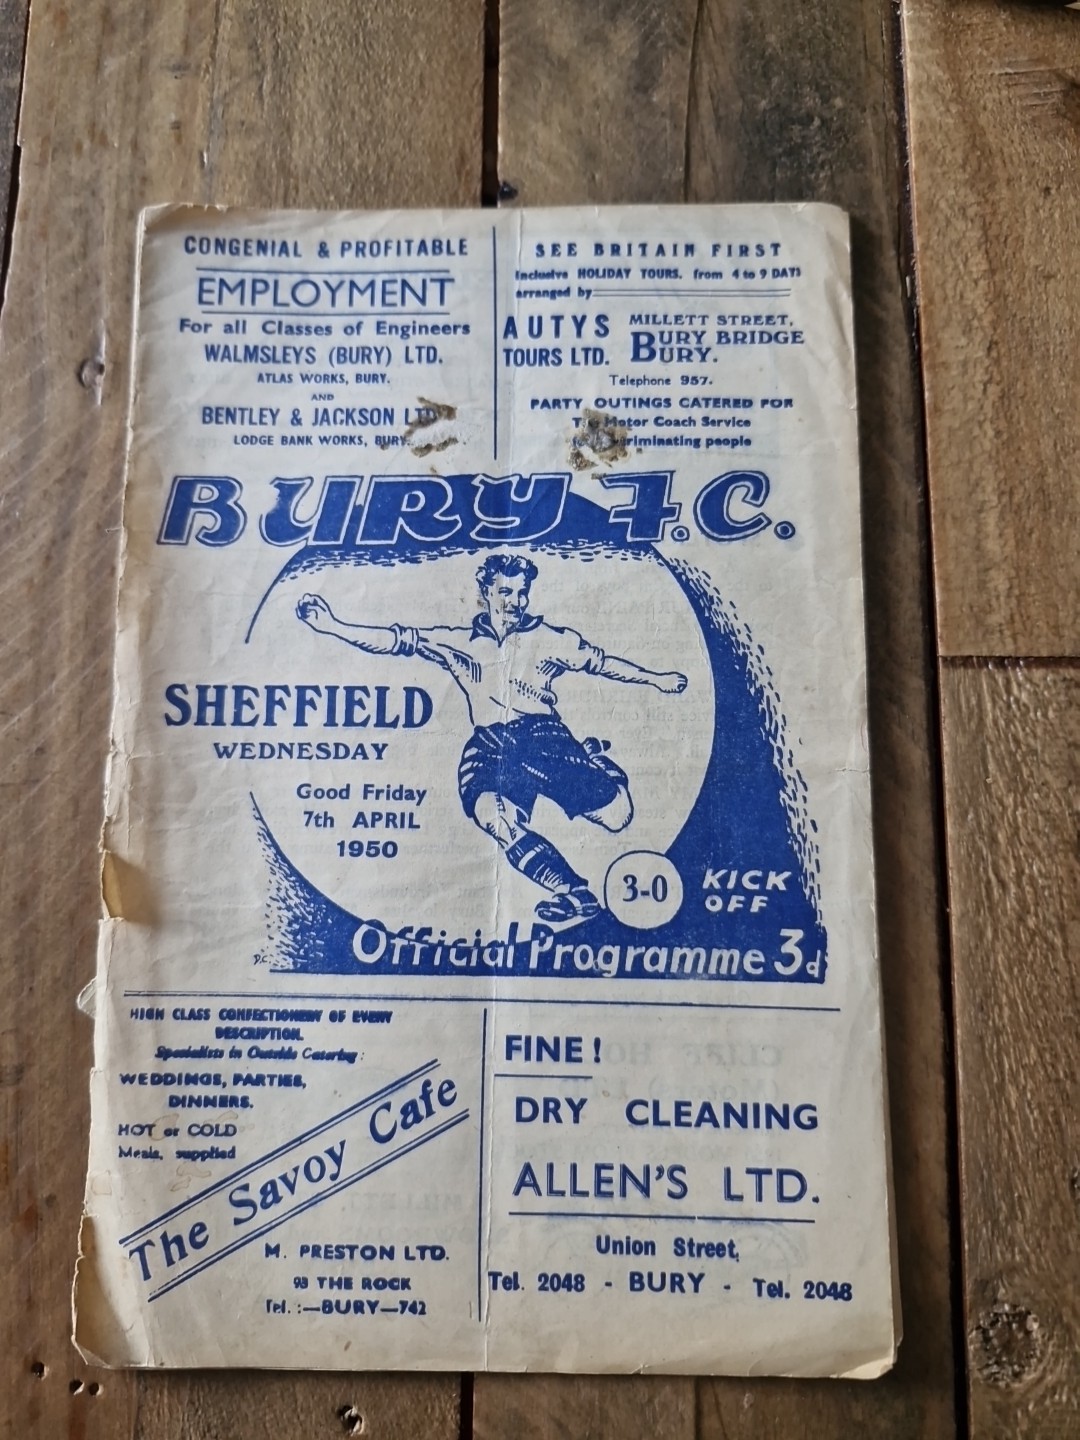 CONGENIAL & PROFITABLE
EMPLOYMENT
For all Classes of Engineers
WALMSLEYS (BURY) LTD.
ATLAS WORKS, BURY.
AND
BENTLEY & JACKSON LTD
LODGE BANK WORKS, BURY.
SEE BRITAIN FIRST
Inclusive HOLIDAY TOURS. from 4 to 9 DAYS
arranged by
AUTYS
TOURS LTD.
MILLETT STREET,
BURY BRIDGE
BURY.
Telephone 957.
PARTY OUTINGS CATERED FOR
Motor Coach Service
people
BURY F.C.
SHEFFIELD
WEDNESDAY
Good Friday
7th APRIL
1950
3-0
KICK
OFF
Official Programme 3d
P.C.
HIGH CLASS CONFECTIONERY OF EVERY
DESCRIPTION.
Specialists in Outside Catering:
WEDDINGS, PARTIES,
DINNERS.
HOT or COLD
Meals, supplied
The Savoy Cafe
M. PRESTON LTD.
93 THE ROCK
Tel.:—BURY—742
FINE!
DRY CLEANING
ALLEN'S LTD.
Union Street,
Tel. 2048 - BURY - Tel. 2048